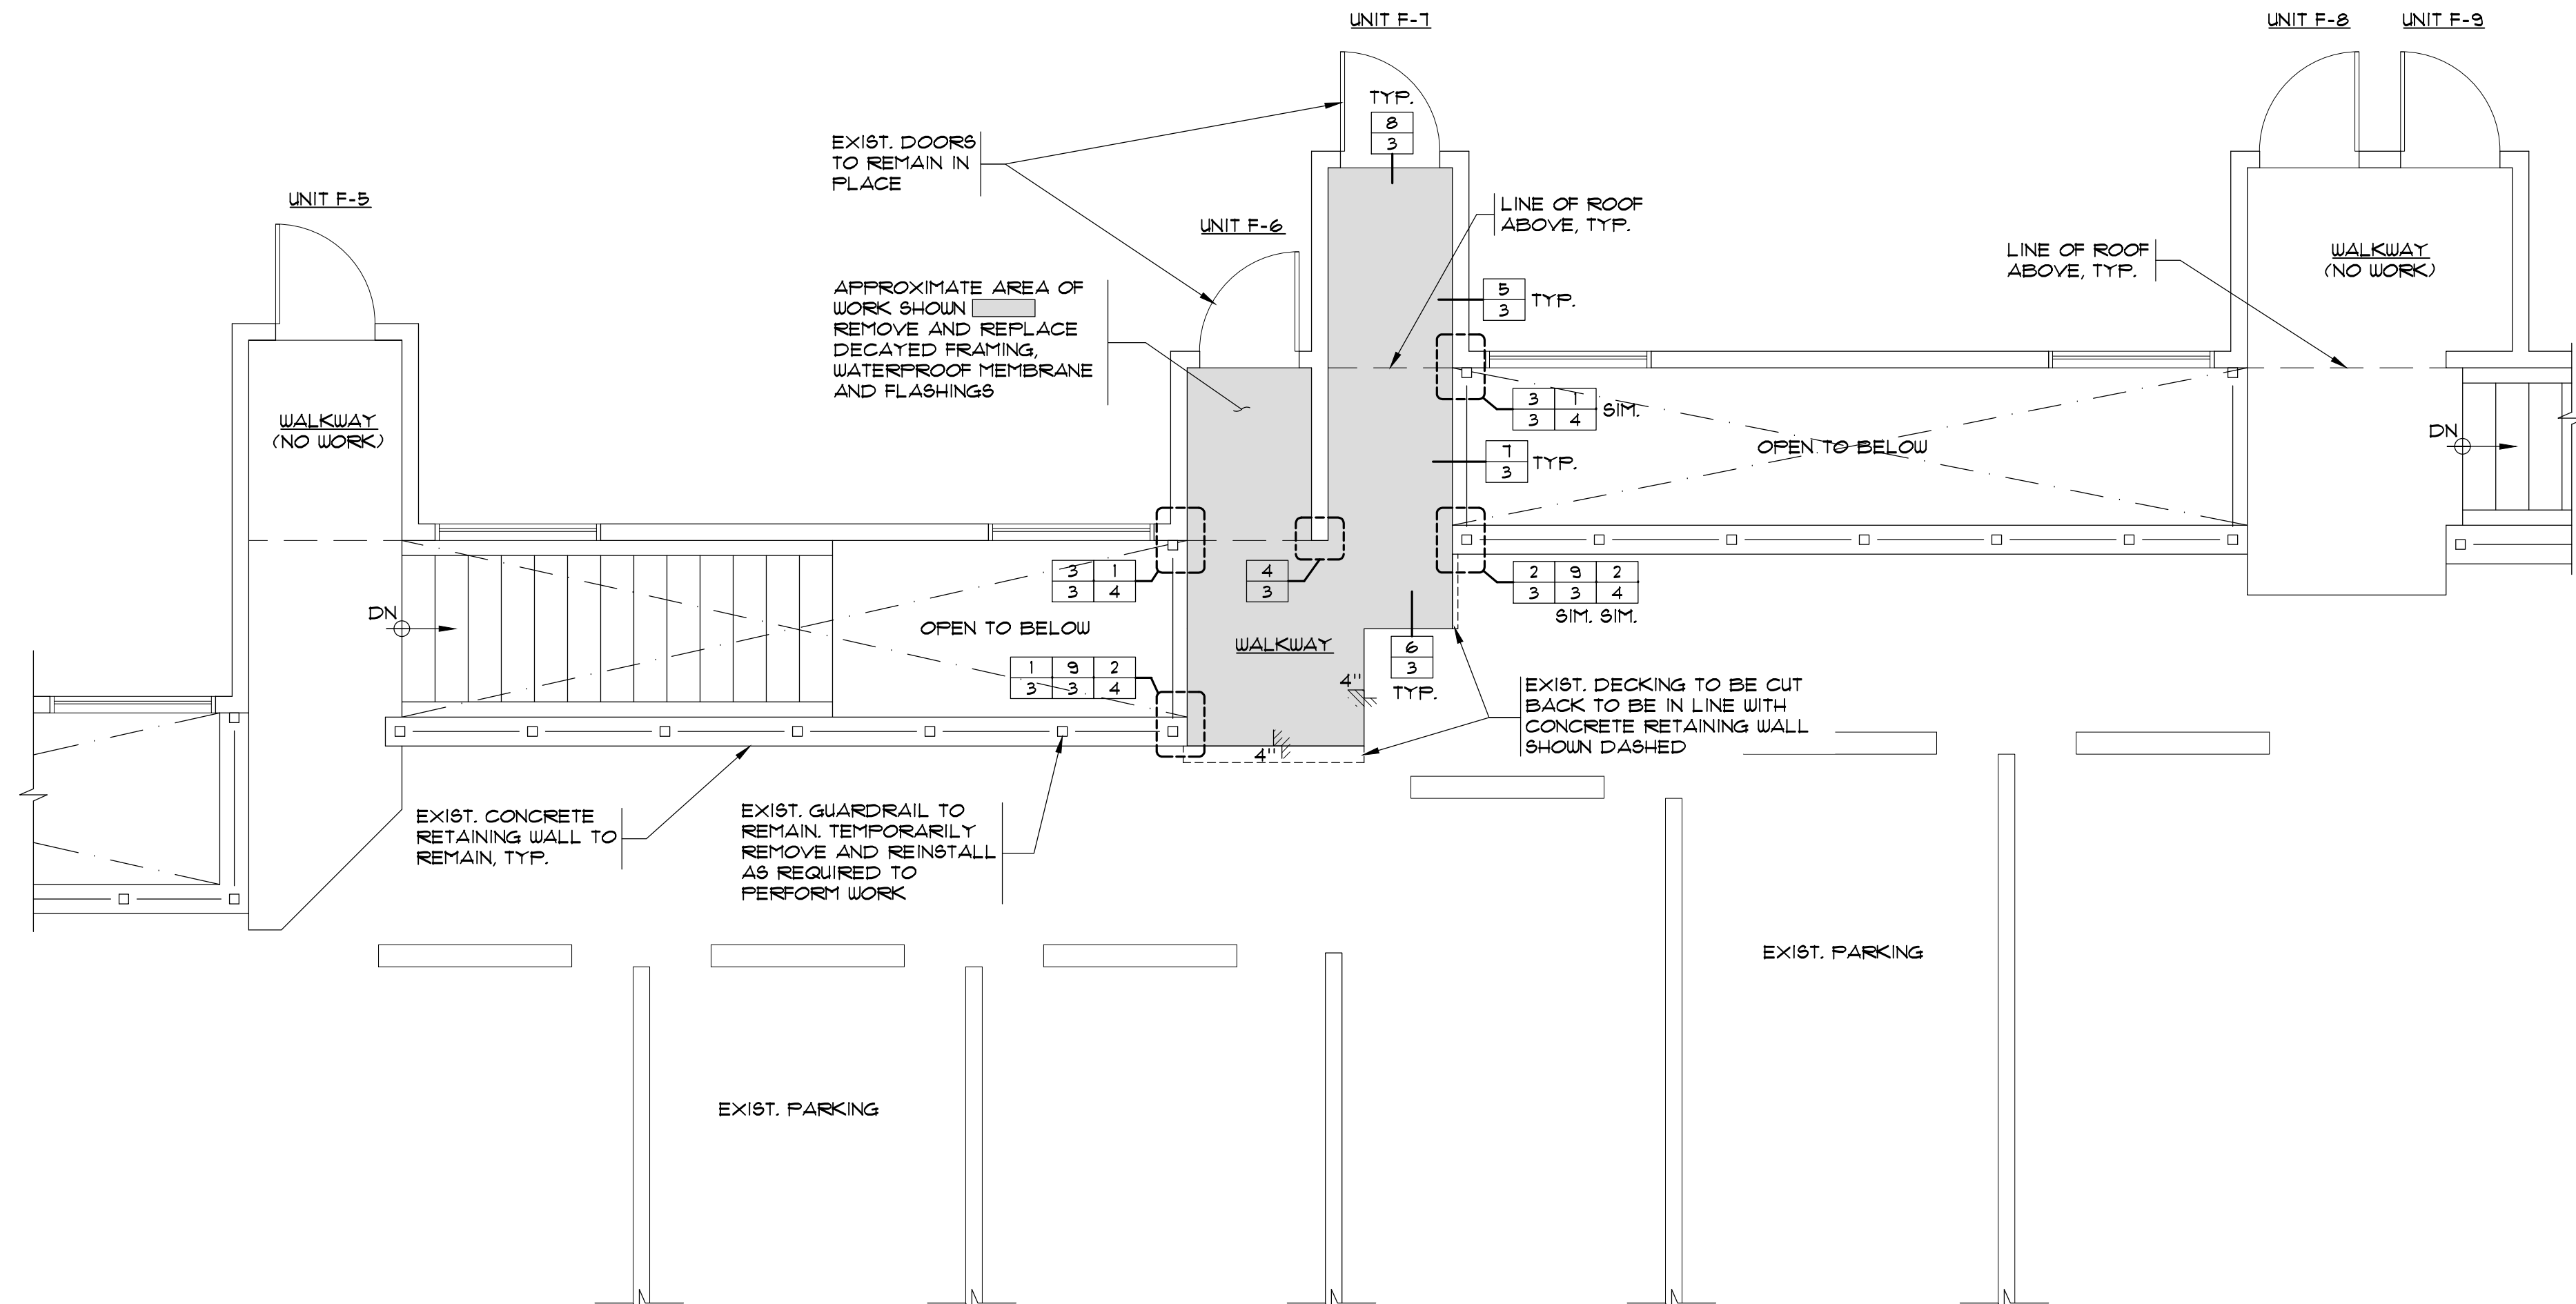 UNIT F-7
UNIT F-8
UNIT F-9
TYP.
8
3
EXIST. DOORS
TO REMAIN IN
PLACE
UNIT F-5
UNIT F-6
LINE OF ROOF
ABOVE, TYP.
LINE OF ROOF
ABOVE, TYP.
WALKWAY
(NO WORK)
APPROXIMATE AREA OF
WORK SHOWN
REMOVE AND REPLACE
DECAYED FRAMING,
WATERPROOF MEMBRANE
AND FLASHINGS
5
3
TYP.
WALKWAY
(NO WORK)
3 1
3 4
SIM.
7
3
TYP.
OPEN TO BELOW
DN
3 1
3 4
4
3
2 9 2
3 3 4
SIM. SIM.
DN
OPEN TO BELOW
WALKWAY
6
3
TYP.
1 9 2
3 3 4
4"
4"
EXIST. DECKING TO BE CUT
BACK TO BE IN LINE WITH
CONCRETE RETAINING WALL
SHOWN DASHED
EXIST. CONCRETE
RETAINING WALL TO
REMAIN, TYP.
EXIST. GUARDRAIL TO
REMAIN. TEMPORARILY
REMOVE AND REINSTALL
AS REQUIRED TO
PERFORM WORK
EXIST. PARKING
EXIST. PARKING